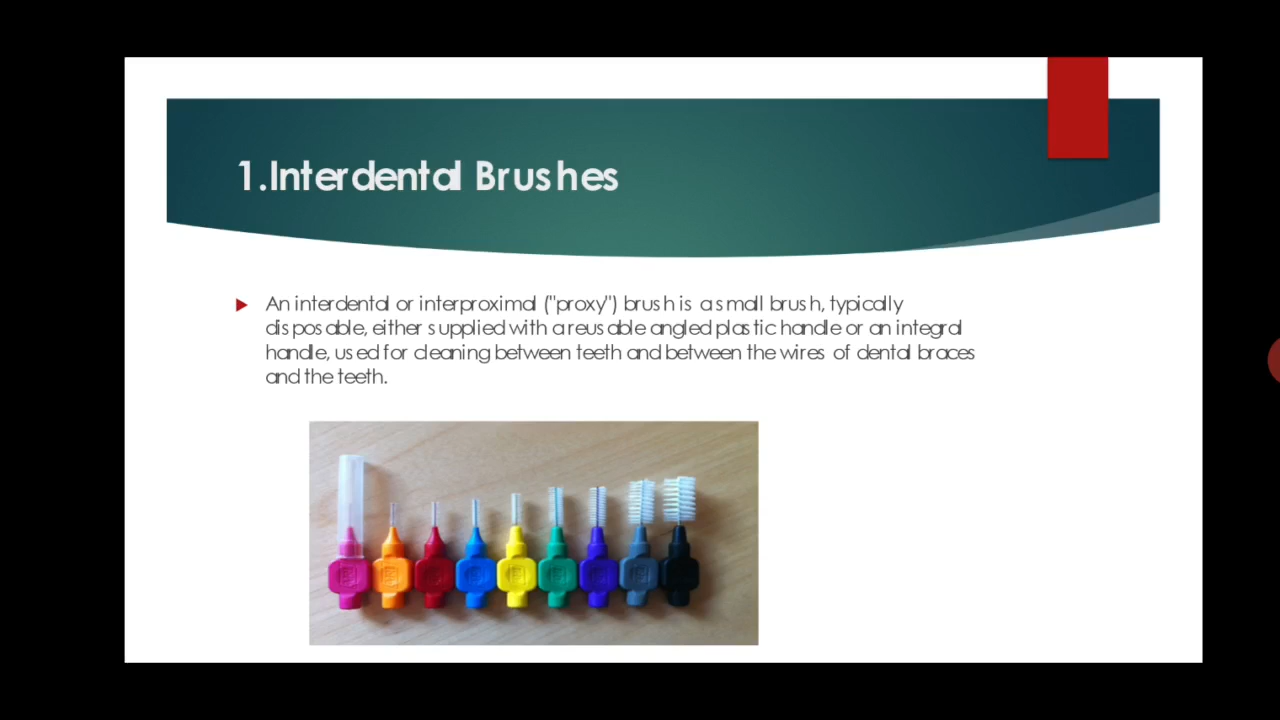 1.Interdental Brushes
An interdental or interproximal ("proxy") brush is a small brush, typically
disposable, either supplied with a reusable angled plastic handle or an integral
handle, used for cleaning between teeth and between the wires of dental braces
and the teeth.